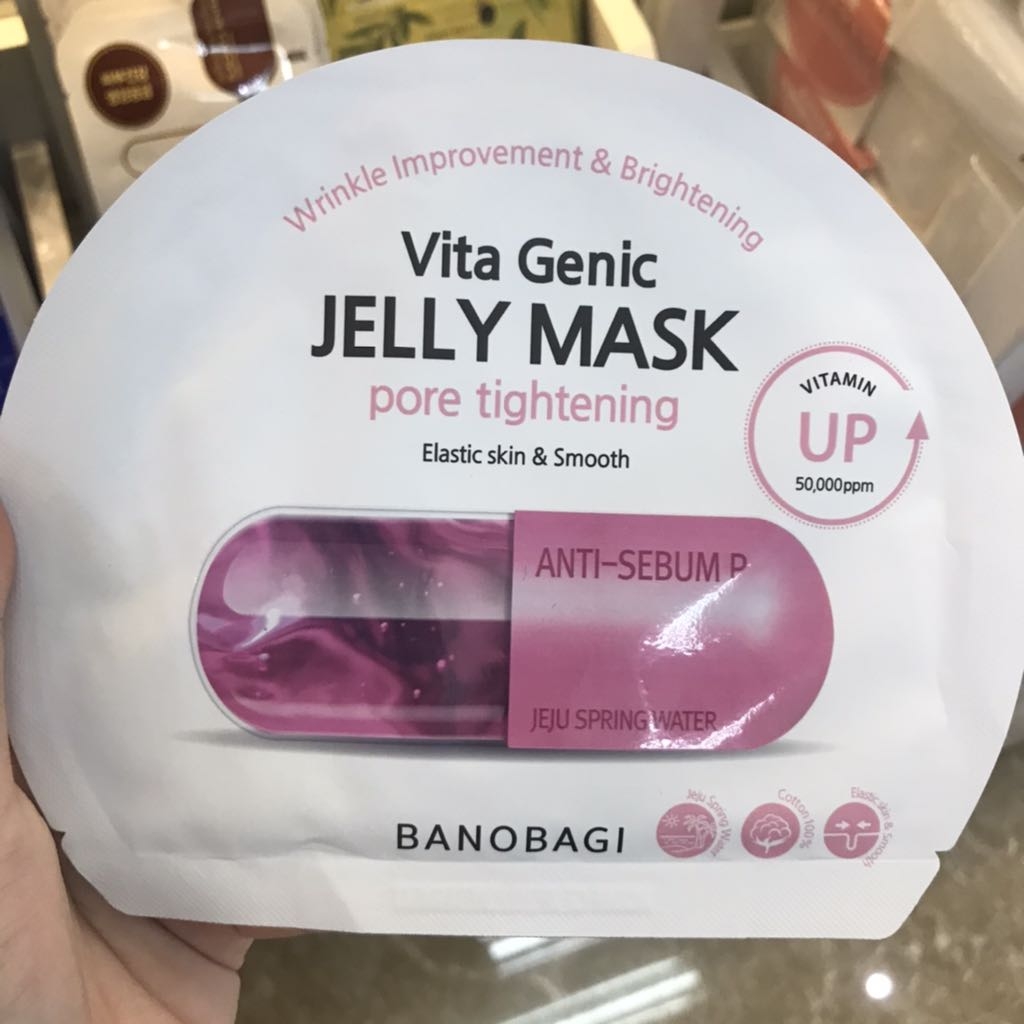 Wrinkle Improvement & Brightening
Vita Genic
JELLY MASK
pore tightening
Elastic skin & Smooth
VITAMIN
UP
50,000ppm
ANTI-SEBUM P
JEJU SPRING WATER
BANOBAGI
Jeju Spring Water
Cotton 100%
Elastic skin & Smooth